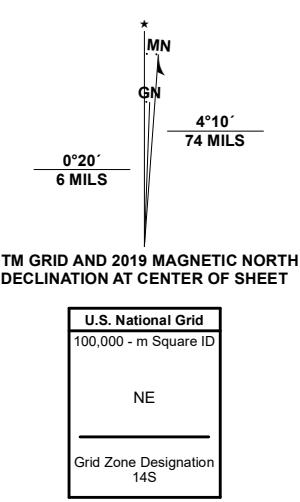 MN
GN
4°10´
74 MILS
0°20´
6 MILS
TM GRID AND 2019 MAGNETIC NORTH
DECLINATION AT CENTER OF SHEET
U.S. National Grid
100,000 - m Square ID
NE
Grid Zone Designation
14S